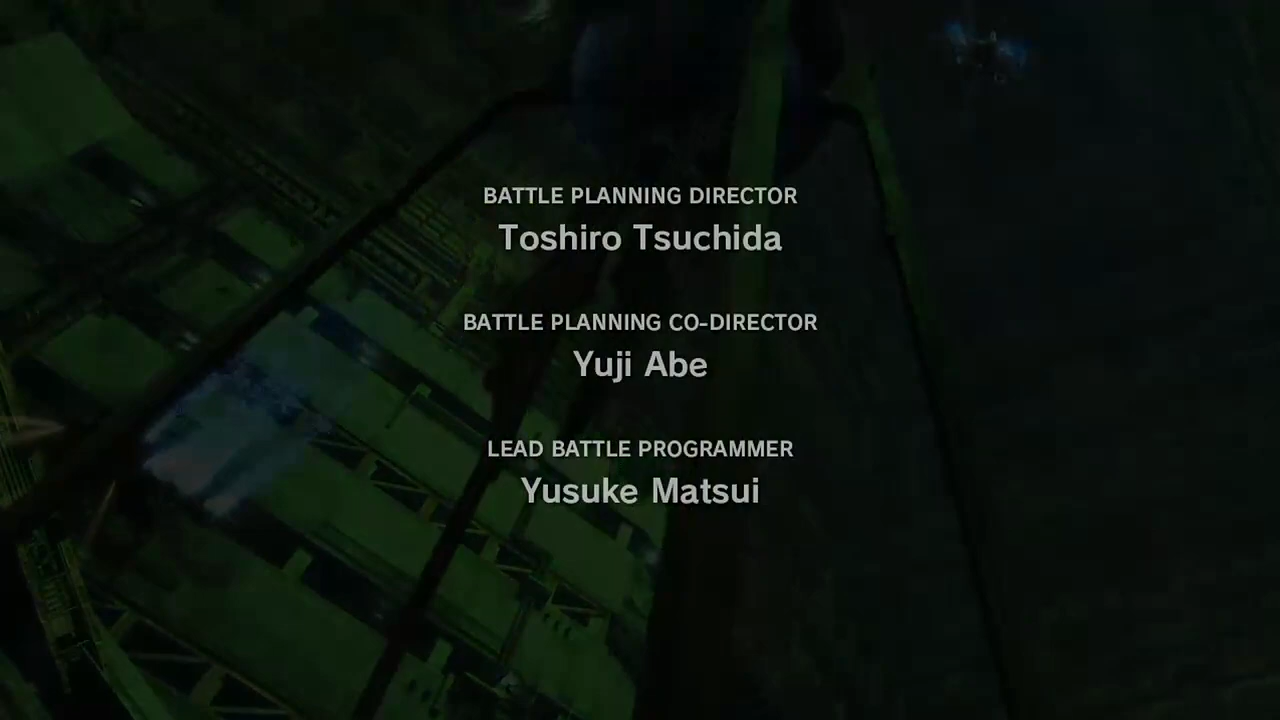 BATTLE PLANNING DIRECTOR
Toshiro Tsuchida
BATTLE PLANNING CO-DIRECTOR
Yuji Abe
LEAD BATTLE PROGRAMMER
Yusuke Matsui